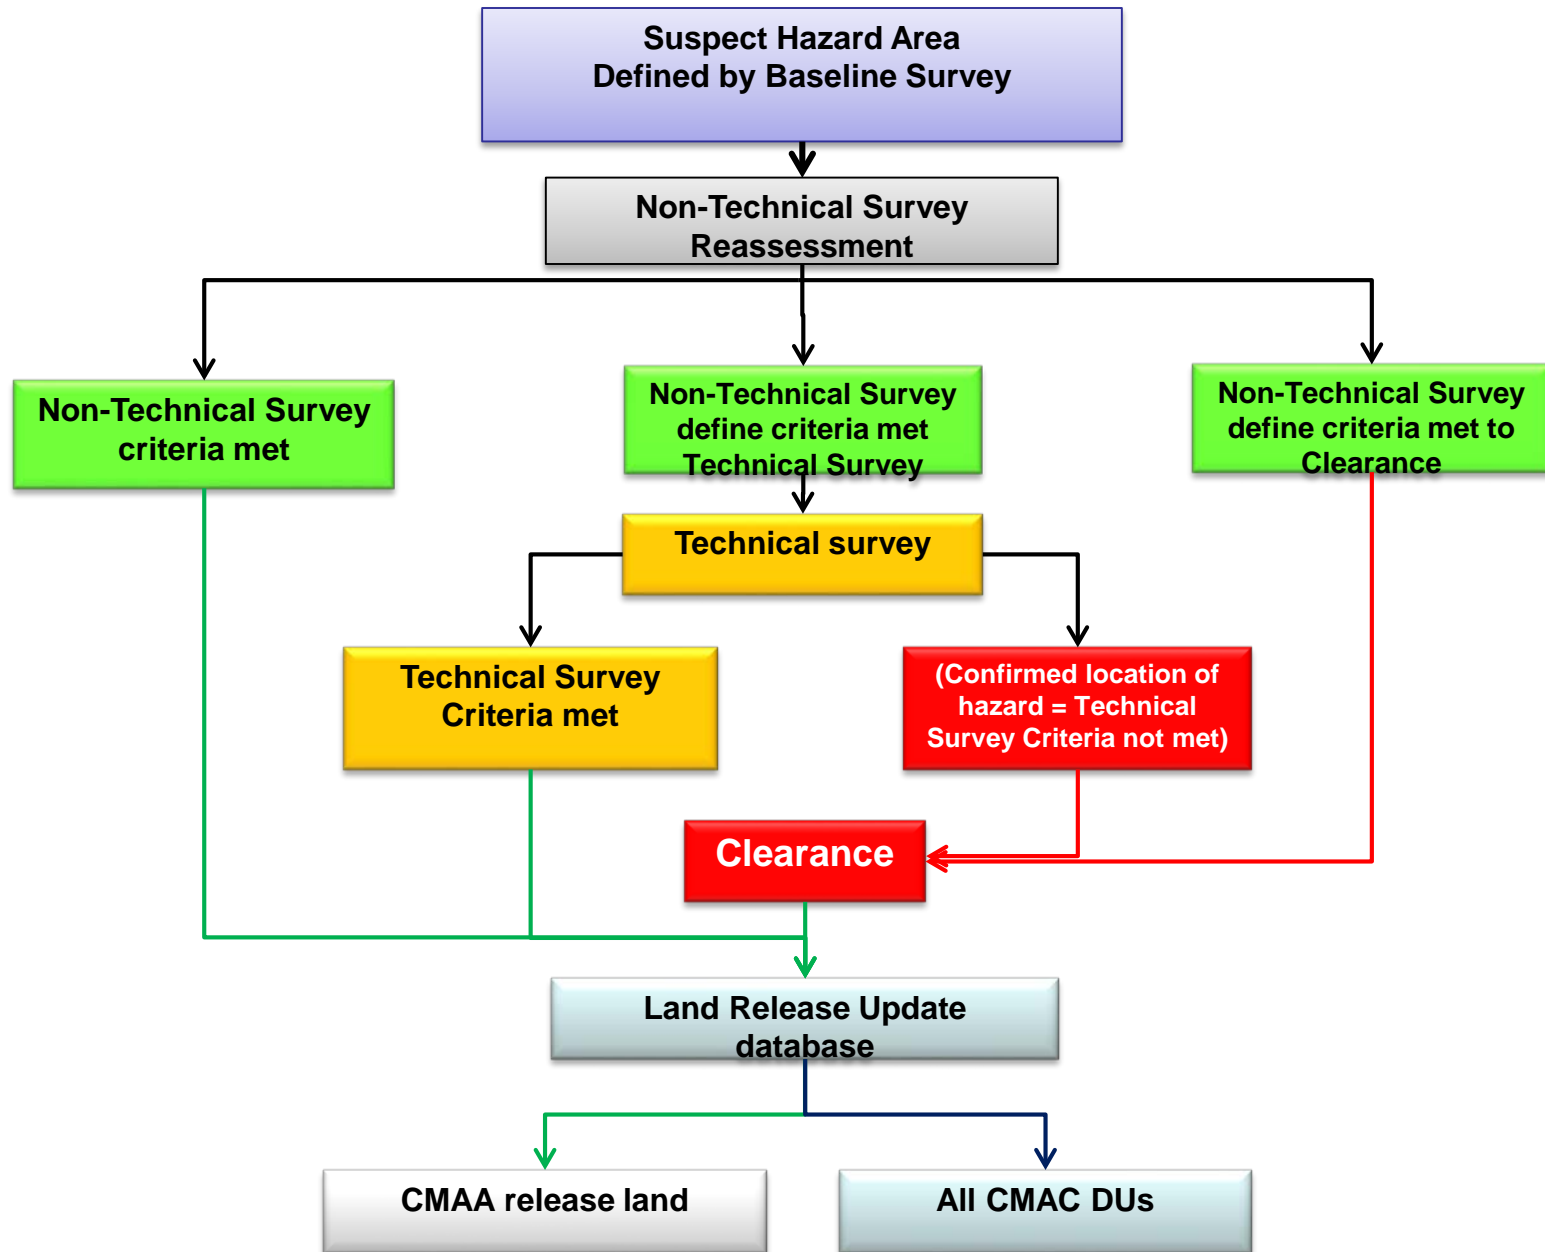 Suspect Hazard Area
Defined by Baseline Survey
Non-Technical Survey
Reassessment
Non-Technical Survey
criteria met
Non-Technical Survey
define criteria met
Technical Survey
Non-Technical Survey
define criteria met to
Clearance
Technical survey
Technical Survey
Criteria met
(Confirmed location of
hazard = Technical
Survey Criteria not met)
Clearance
Land Release Update
database
CMAA release land
All CMAC DUs